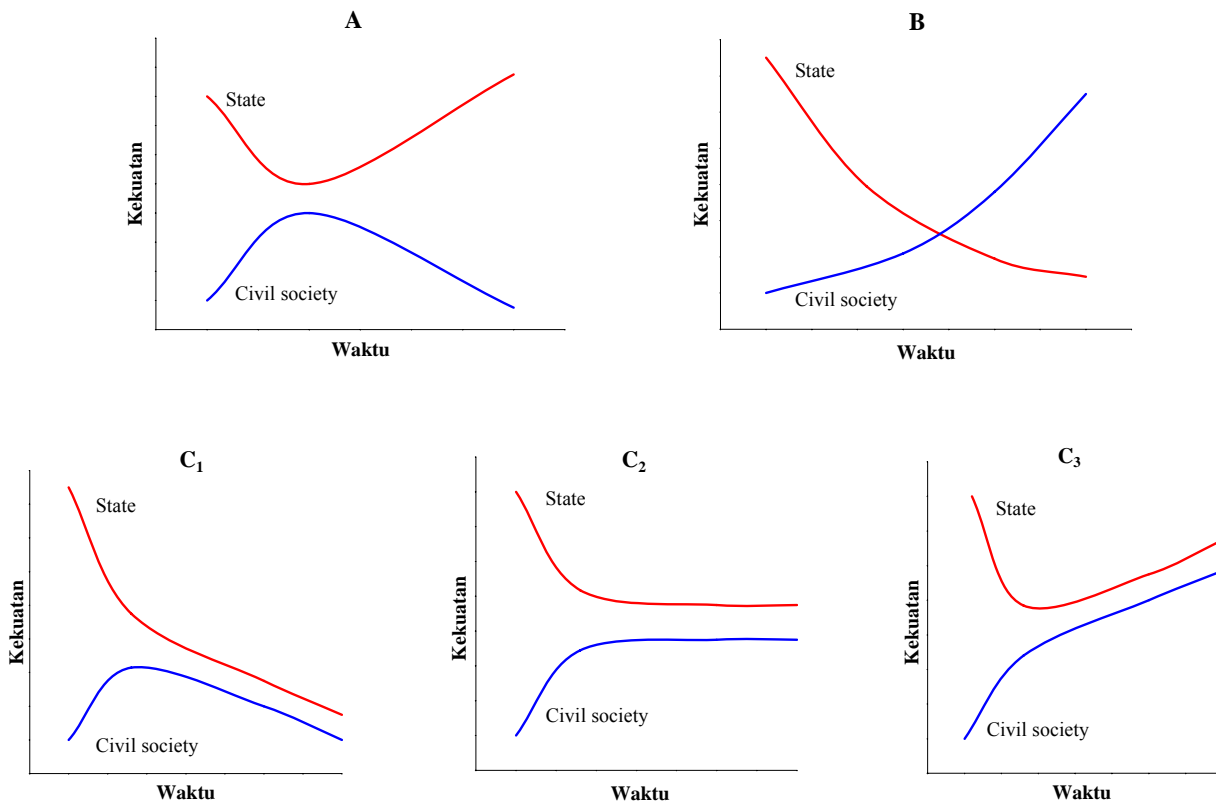 A
State
Kekuatan
Civil society
Waktu
B
State
Kekuatan
Civil society
Waktu
C₁
State
Kekuatan
Civil society
Waktu
C₂
State
Kekuatan
Civil society
Waktu
C₃
State
Kekuatan
Civil society
Waktu